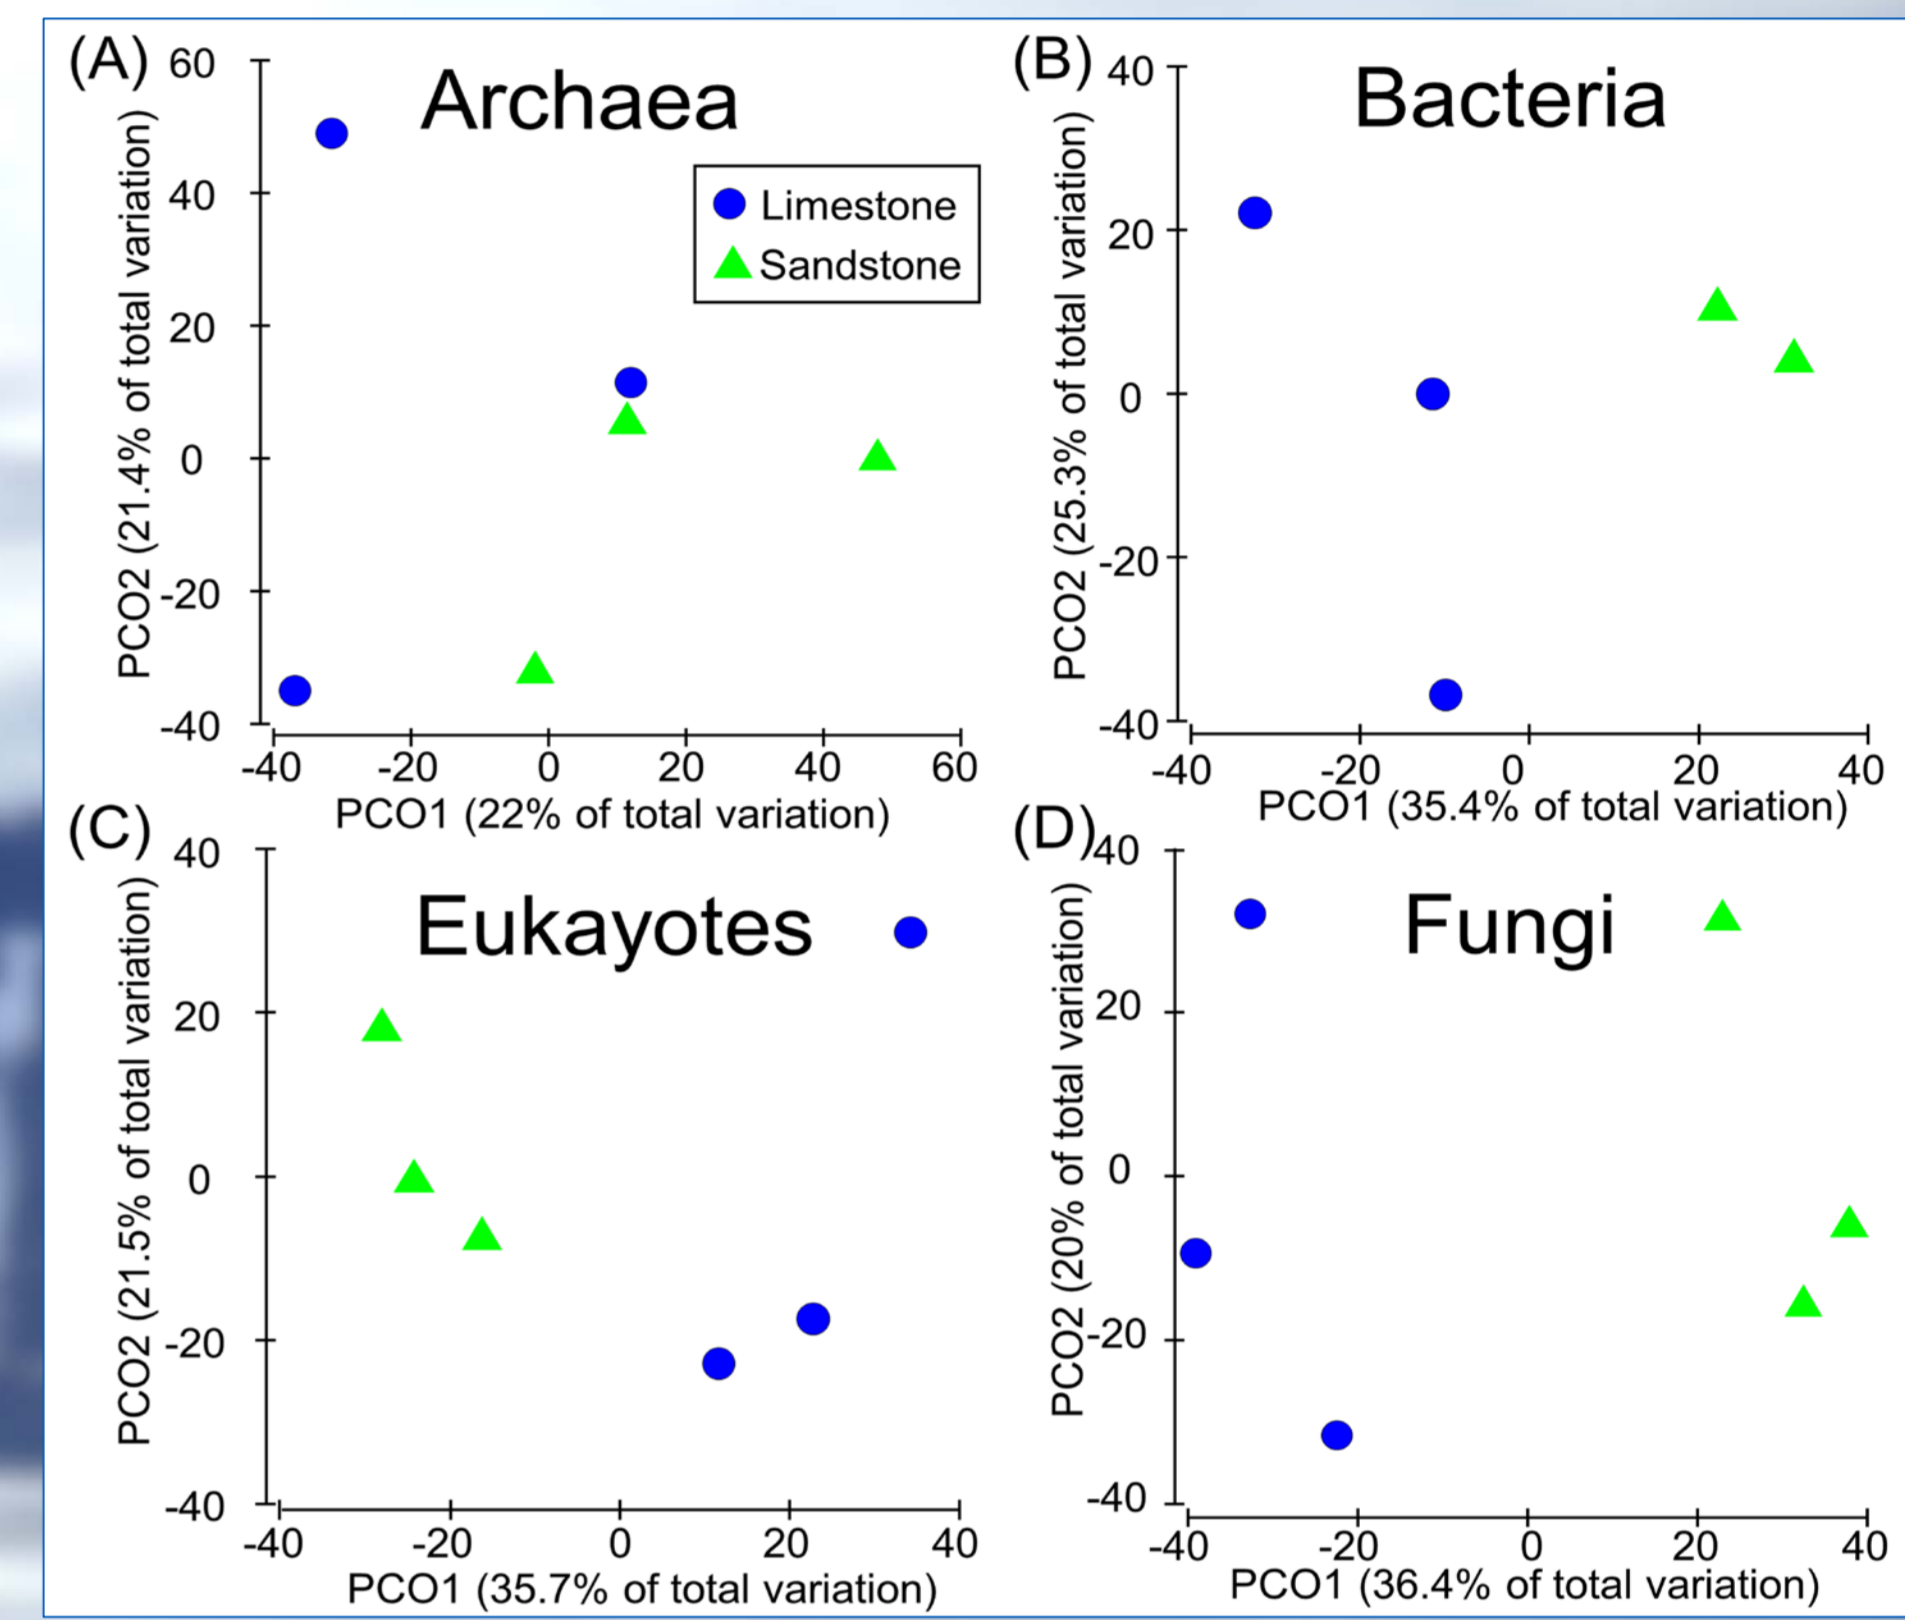 (A)
Archaea
60
40
20
0
-20
-40
PCO2 (21.4% of total variation)
Limestone
Sandstone
-40 -20 0 20 40 60
PCO1 (22% of total variation)
(B)
Bacteria
40
20
0
-20
-40
PCO2 (25.3% of total variation)
-40 -20 0 20 40
PCO1 (35.4% of total variation)
(C)
Eukayotes
40
20
0
-20
-40
PCO2 (21.5% of total variation)
-40 -20 0 20 40
PCO1 (35.7% of total variation)
(D)
Fungi
40
20
0
-20
-40
PCO2 (20% of total variation)
-40 -20 0 20 40
PCO1 (36.4% of total variation)